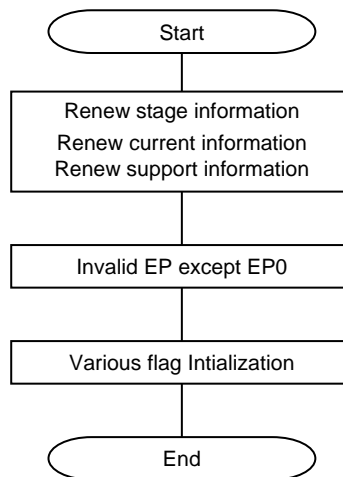 Start
Renew stage information
Renew current information
Renew support information
Invalid EP except EP0
Various flag Intialization
End